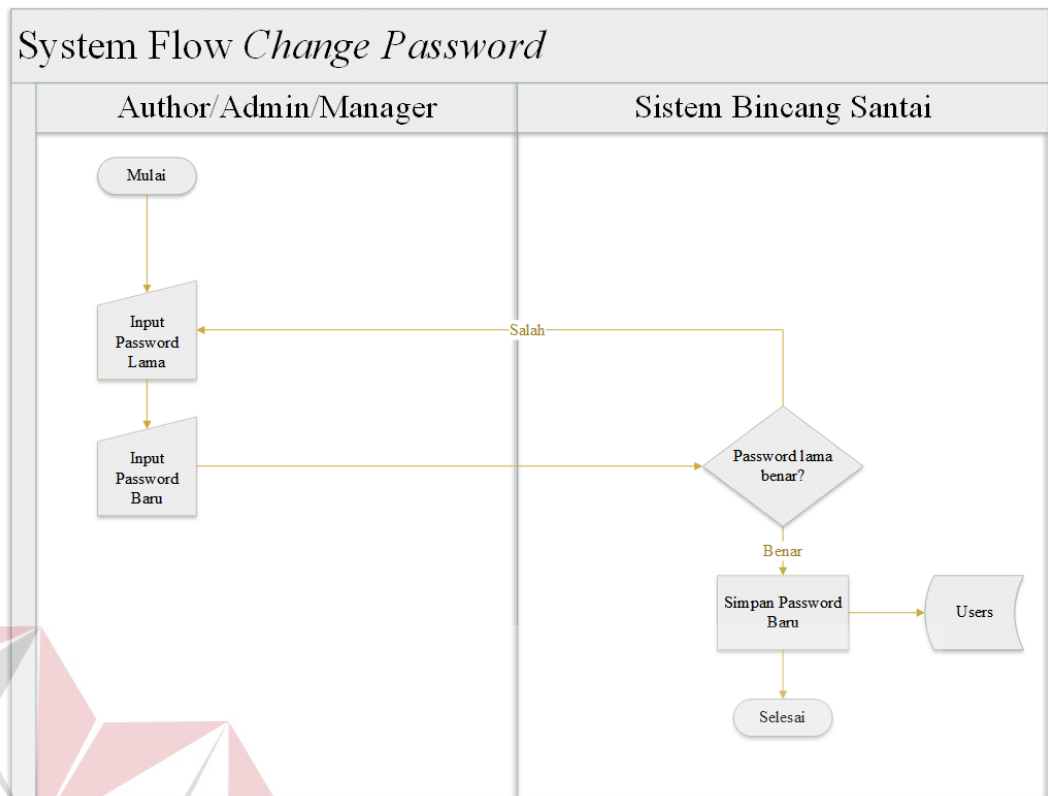 System Flow Change Password
Author/Admin/Manager
Sistem Bincang Santai
Mulai
Input
Password
Lama
Salah
Input
Password
Baru
Password lama
benar?
Benar
Simpan Password
Baru
Users
Selesai